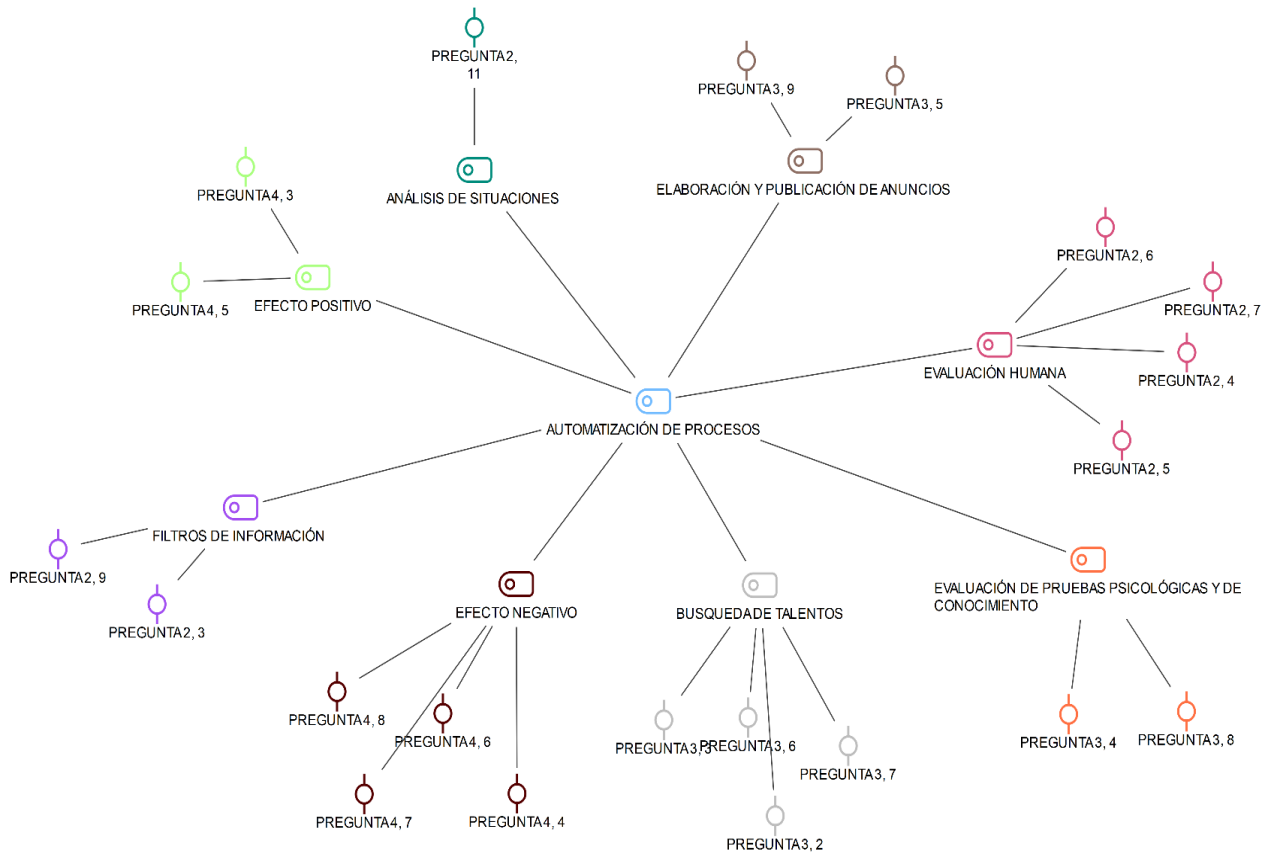 PREGUNTA2,
11
PREGUNTA3, 9
PREGUNTA3, 5
PREGUNTA4, 3
ANÁLISIS DE SITUACIONES
ELABORACIÓN Y PUBLICACIÓN DE ANUNCIOS
PREGUNTA2, 6
PREGUNTA4, 5
EFECTO POSITIVO
PREGUNTA2, 7
EVALUACIÓN HUMANA
PREGUNTA2, 4
AUTOMATIZACIÓN DE PROCESOS
PREGUNTA2, 5
FILTROS DE INFORMACIÓN
PREGUNTA2, 9
PREGUNTA2, 3
EFECTO NEGATIVO
BUSQUEDA DE TALENTOS
EVALUACIÓN DE PRUEBAS PSICOLÓGICAS Y DE
CONOCIMIENTO
PREGUNTA4, 8
PREGUNTA4, 6
PREGUNTA3, 3
PREGUNTA3, 6
PREGUNTA3, 7
PREGUNTA3, 4
PREGUNTA3, 8
PREGUNTA4, 7
PREGUNTA4, 4
PREGUNTA3, 2